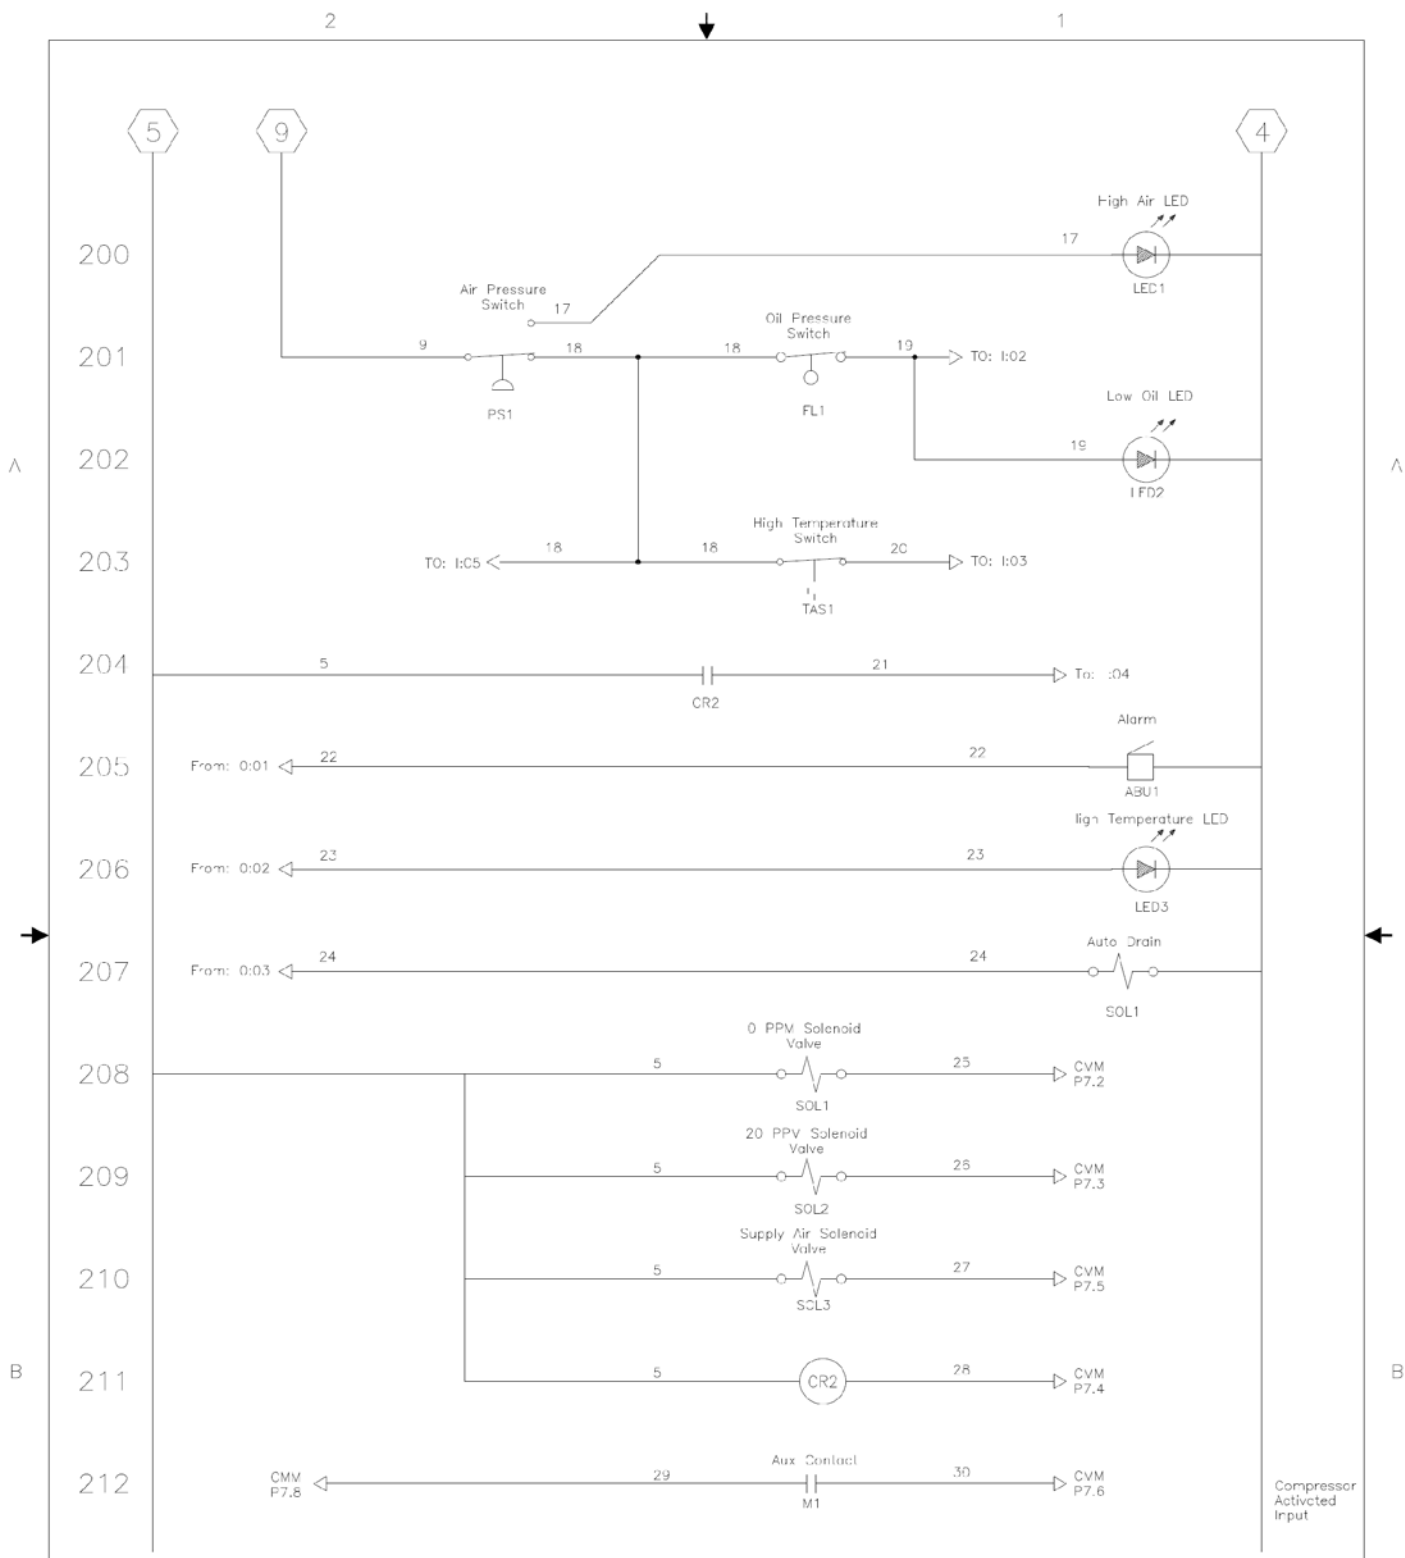 2
1
5
9
4
High Air LED
200
17
LED1
Air Pressure
Switch
17
Oil Pressure
Switch
201
9
18
18
19
TO: I:02
PS1
FL1
Low Oil LED
A
202
19
A
LED2
High Temperature
Switch
203
TO: I:05
18
18
20
TO: I:03
TAS1
204
5
21
To: I:04
CR2
Alarm
205
From: 0:01
22
22
ABU1
High Temperature LED
206
From: 0:02
23
23
LED3
Auto Drain
207
From: 0:03
24
24
SOL1
0 PPM Solenoid
Valve
208
5
25
CVM
P7.2
SOL1
20 PPV Solenoid
Valve
209
5
26
CVM
P7.3
SOL2
Supply Air Solenoid
Valve
210
5
27
CVM
P7.5
SOL3
B
211
5
CR2
28
CVM
P7.4
B
Aux Contact
212
CMM
P7.8
29
30
CVM
P7.6
M1
Compressor
Activated
Input